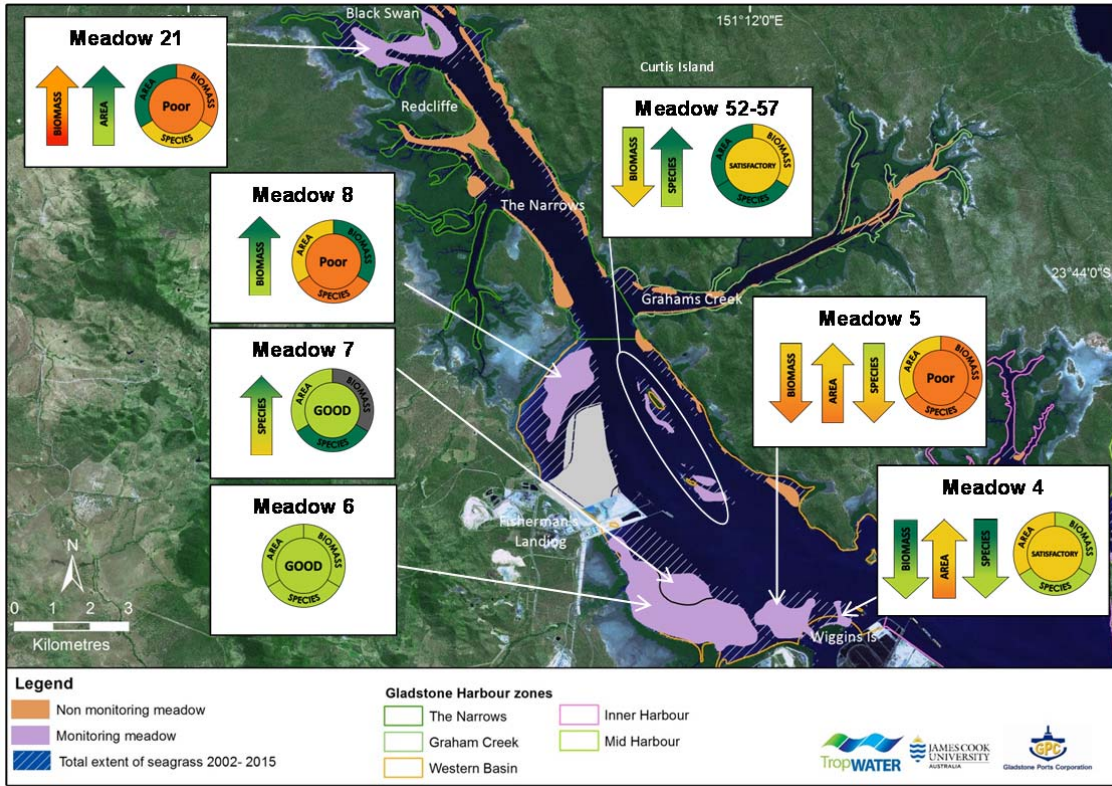 Black Swan
151°12'0"E
Curtis Island
Meadow 21
BIOMASS
AREA
AREA
BIOMASS
SPECIES
Poor
Redcliffe
Meadow 52-57
BIOMASS
SPECIES
AREA
BIOMASS
SPECIES
SATISFACTORY
Meadow 8
BIOMASS
AREA
BIOMASS
SPECIES
Poor
The Narrows
23°44'0"S
Grahams Creek
Meadow 5
BIOMASS
AREA
SPECIES
AREA
BIOMASS
SPECIES
Poor
Meadow 7
SPECIES
AREA
BIOMASS
SPECIES
GOOD
Meadow 4
BIOMASS
AREA
SPECIES
AREA
BIOMASS
SPECIES
SATISFACTORY
Meadow 6
AREA
BIOMASS
SPECIES
GOOD
Fisherman's
Landing
Wiggins Is
N
0 1 2 3
Kilometres
Legend
Non monitoring meadow
Monitoring meadow
Total extent of seagrass 2002- 2015
Gladstone Harbour zones
The Narrows
Graham Creek
Western Basin
Inner Harbour
Mid Harbour
TropWATER
JAMES COOK
UNIVERSITY
AUSTRALIA
GPC
Gladstone Ports Corporation